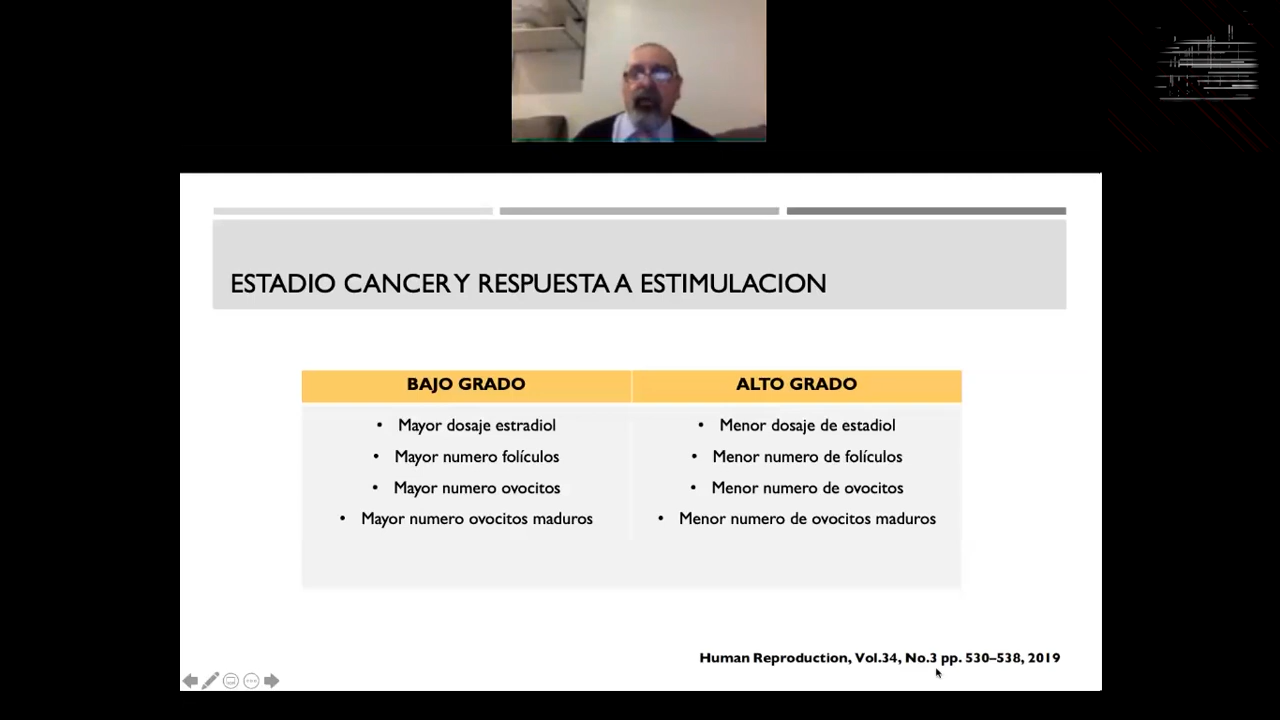 ESTADIO CANCER Y RESPUESTA A ESTIMULACION
BAJO GRADO
• Mayor dosaje estradiol
• Mayor numero folículos
• Mayor numero ovocitos
• Mayor numero ovocitos maduros
ALTO GRADO
• Menor dosaje de estadiol
• Menor numero de folículos
• Menor numero de ovocitos
• Menor numero de ovocitos maduros
Human Reproduction, Vol.34, No.3 pp. 530–538, 2019